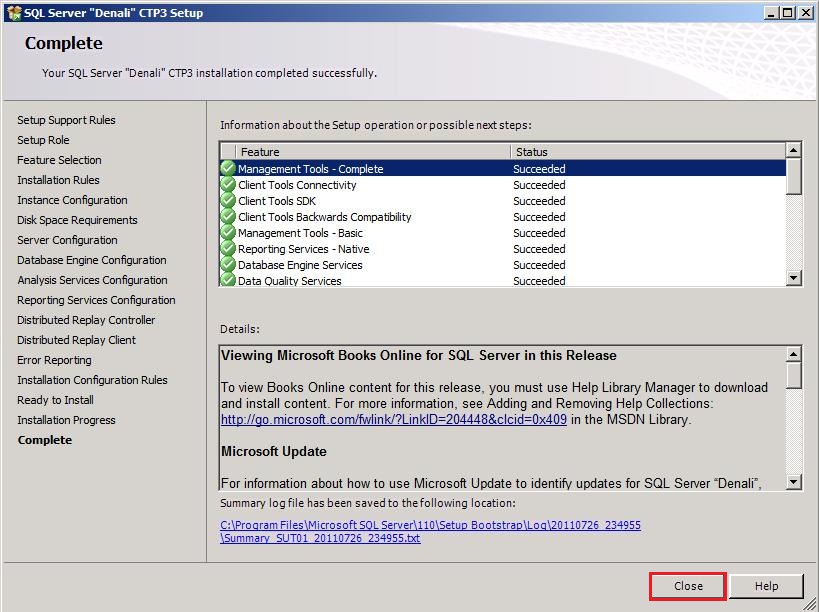 SQL Server "Denali" CTP3 Setup
Complete
Your SQL Server "Denali" CTP3 installation completed successfully.
Setup Support Rules
Setup Role
Feature Selection
Installation Rules
Instance Configuration
Disk Space Requirements
Server Configuration
Database Engine Configuration
Analysis Services Configuration
Reporting Services Configuration
Distributed Replay Controller
Distributed Replay Client
Error Reporting
Installation Configuration Rules
Ready to Install
Installation Progress
Complete
Information about the Setup operation or possible next steps:
Feature Status
Management Tools - Complete Succeeded
Client Tools Connectivity Succeeded
Client Tools SDK Succeeded
Client Tools Backwards Compatibility Succeeded
Management Tools - Basic Succeeded
Reporting Services - Native Succeeded
Database Engine Services Succeeded
Data Quality Services Succeeded
Details:
Viewing Microsoft Books Online for SQL Server in this Release
To view Books Online content for this release, you must use Help Library Manager to download
and install content. For more information, see Adding and Removing Help Collections:
http://go.microsoft.com/fwlink/?LinkID=204448&clcid=0x409 in the MSDN Library.
Microsoft Update
For information about how to use Microsoft Update to identify updates for SQL Server “Denali”,
Summary log file has been saved to the following location:
C:\Program Files\Microsoft SQL Server\110\Setup Bootstrap\Log\20110726_234955
\Summary_SUT01_20110726_234955.txt
Close Help